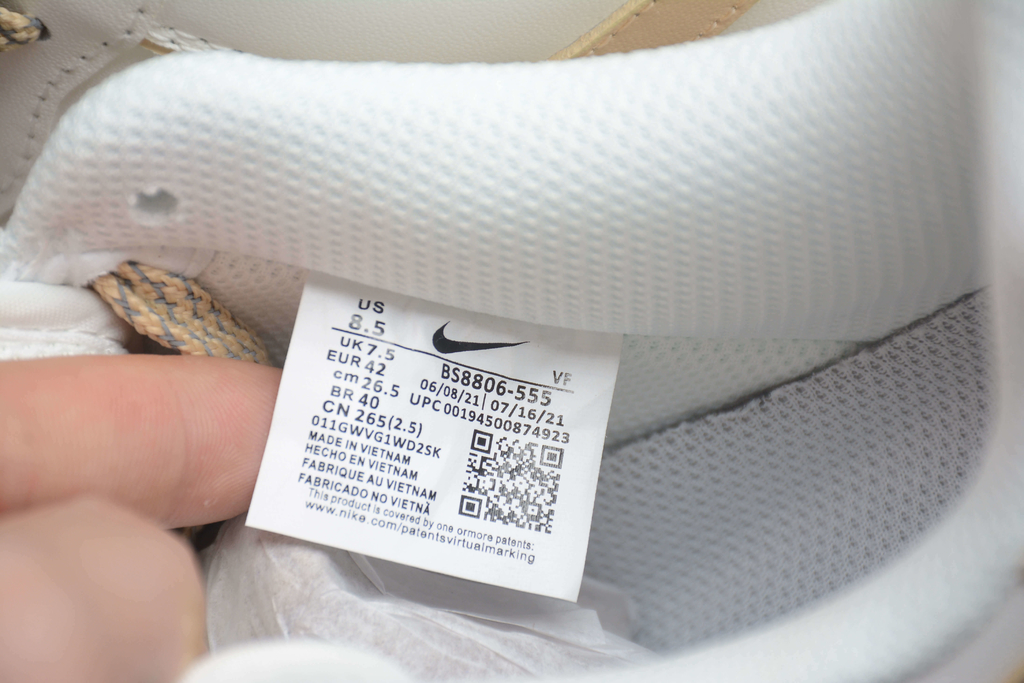 US
8.5
UK 7.5
EUR 42
cm 26.5
BR 40
CN 265(2.5)
011GWVG1WD2SK
MADE IN VIETNAM
HECHO EN VIETNAM
FABRIQUE AU VIETNAM
FABRICADO NO VIETNÃ
This product is covered by one ormore patents:
www.nike.com/patentsvirtualmarking
VF
BS8806-555
06/08/21| 07/16/21
UPC 00194500874923